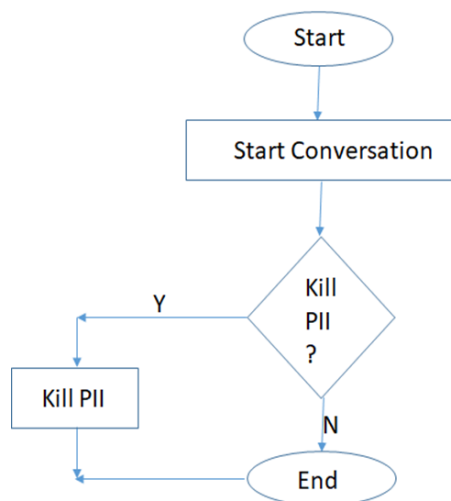 Start
Start Conversation
Kill
PII
?
Y
Kill PII
N
End